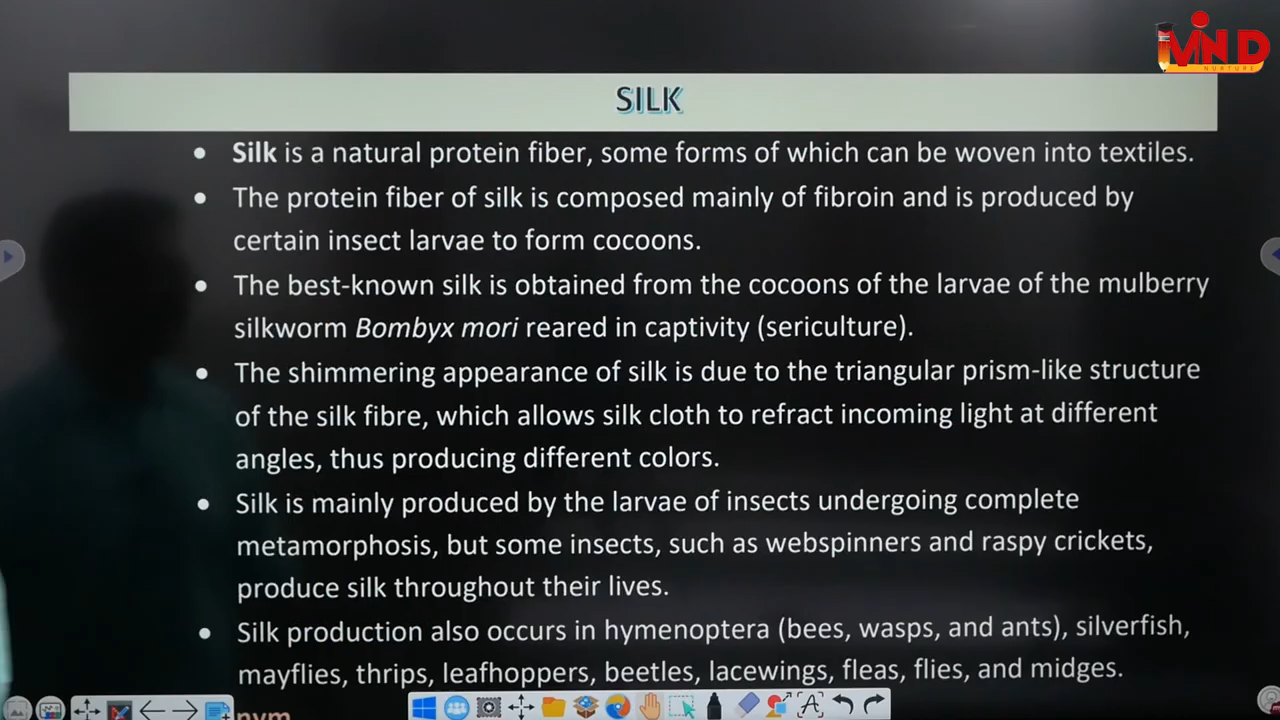 MIND
NURTURE
SILK
• Silk is a natural protein fiber, some forms of which can be woven into textiles.
• The protein fiber of silk is composed mainly of fibroin and is produced by
certain insect larvae to form cocoons.
• The best-known silk is obtained from the cocoons of the larvae of the mulberry
silkworm Bombyx mori reared in captivity (sericulture).
• The shimmering appearance of silk is due to the triangular prism-like structure
of the silk fibre, which allows silk cloth to refract incoming light at different
angles, thus producing different colors.
• Silk is mainly produced by the larvae of insects undergoing complete
metamorphosis, but some insects, such as webspinners and raspy crickets,
produce silk throughout their lives.
• Silk production also occurs in hymenoptera (bees, wasps, and ants), silverfish,
mayflies, thrips, leafhoppers, beetles, lacewings, fleas, flies, and midges.